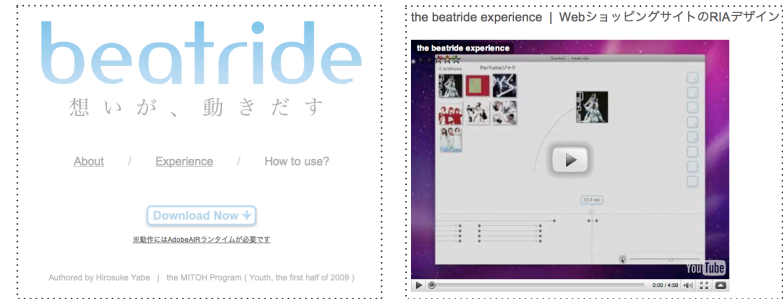 beatride
想いが、動きだす
About / Experience / How to use?
Download Now
※動作にはAdobeAIRランタイムが必要です
Authored by Hirosuke Yabe | the MITOH Program ( Youth, the first half of 2009 )
the beatride experience | WebショッピングサイトのRIAデザイン
the beatride experience
YouTube
0:00 / 4:58